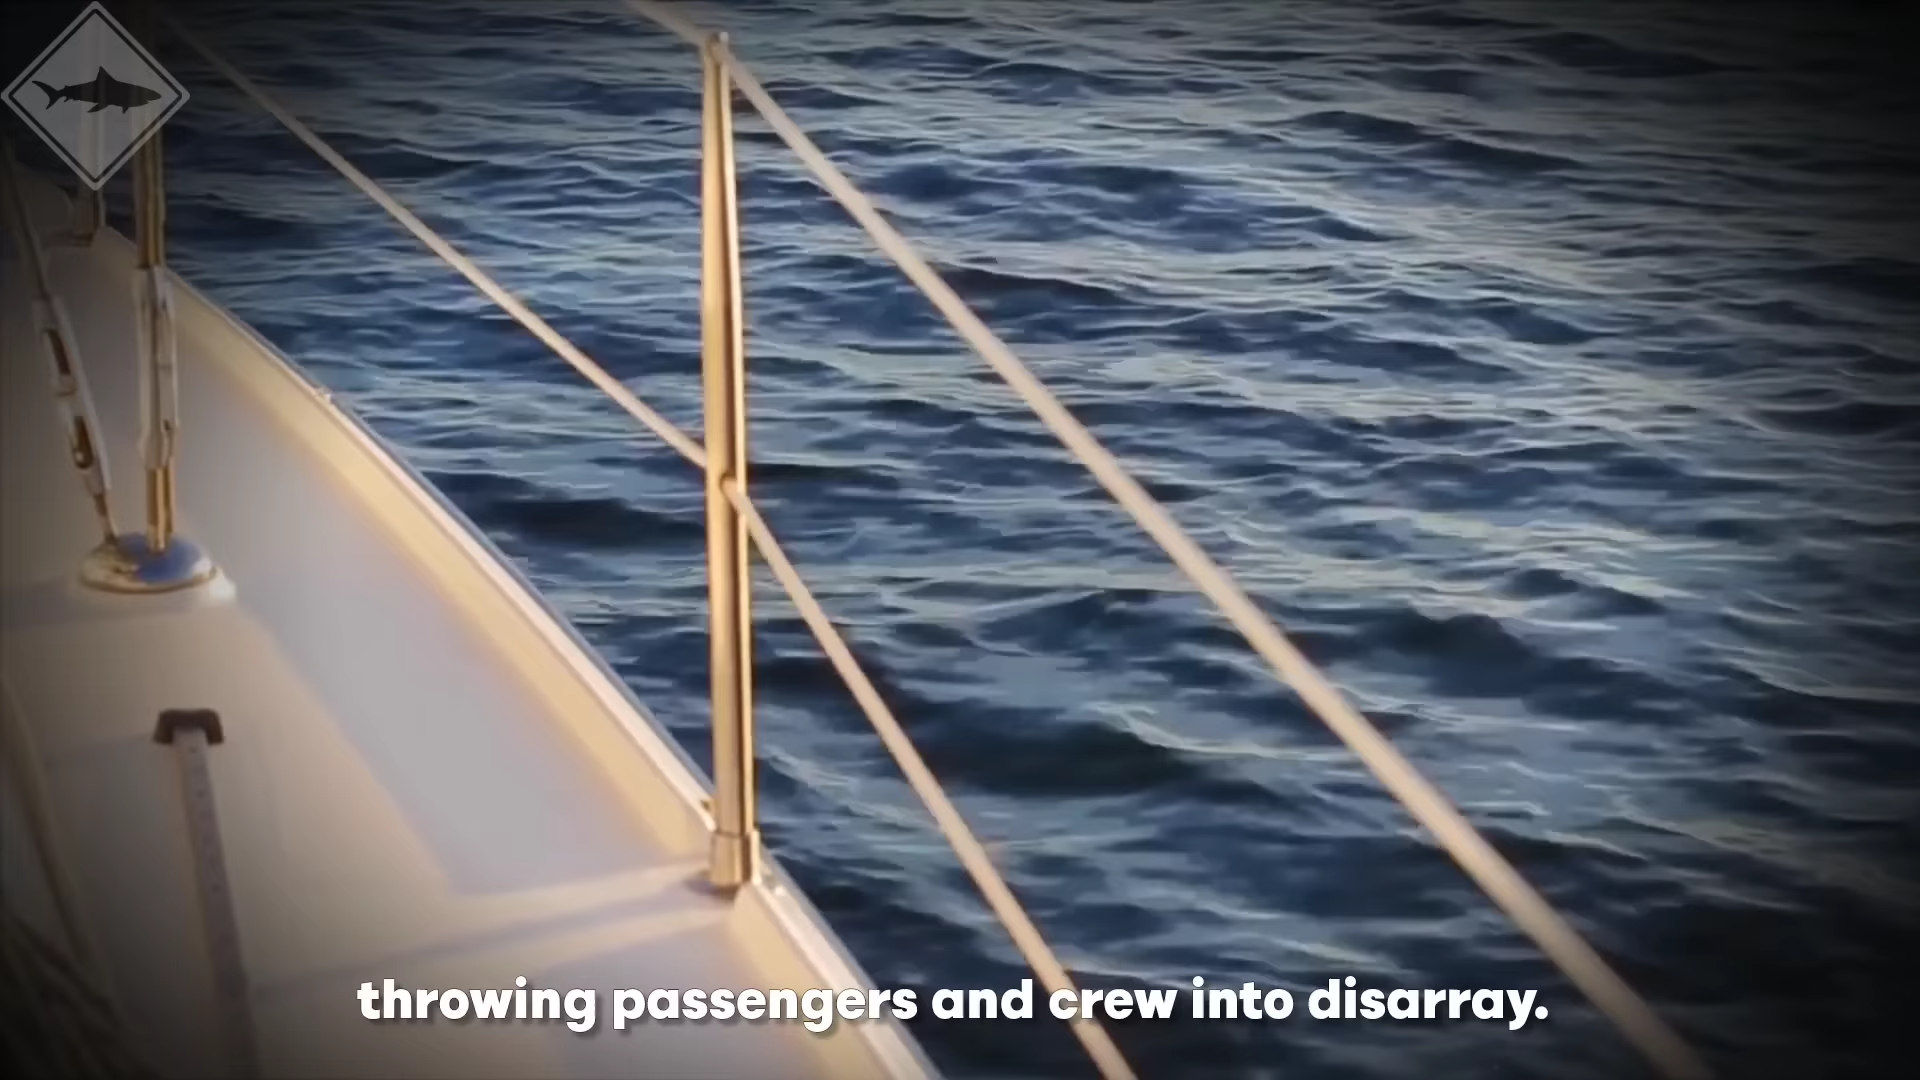 throwing passengers and crew into disarray.